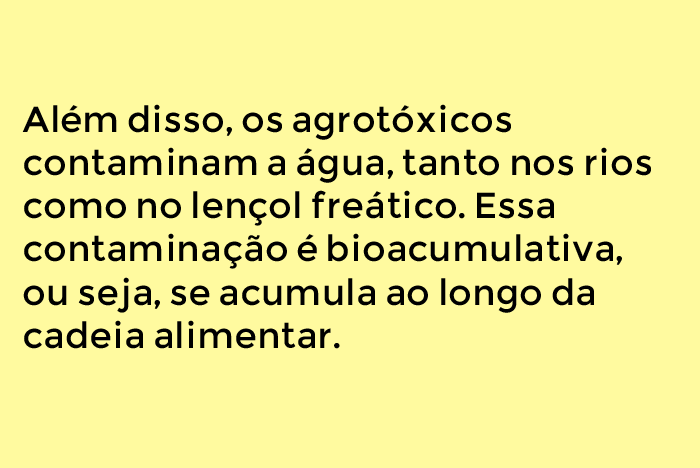 Além disso, os agrotóxicos
contaminam a água, tanto nos rios
como no lençol freático. Essa
contaminação é bioacumulativa,
ou seja, se acumula ao longo da
cadeia alimentar.